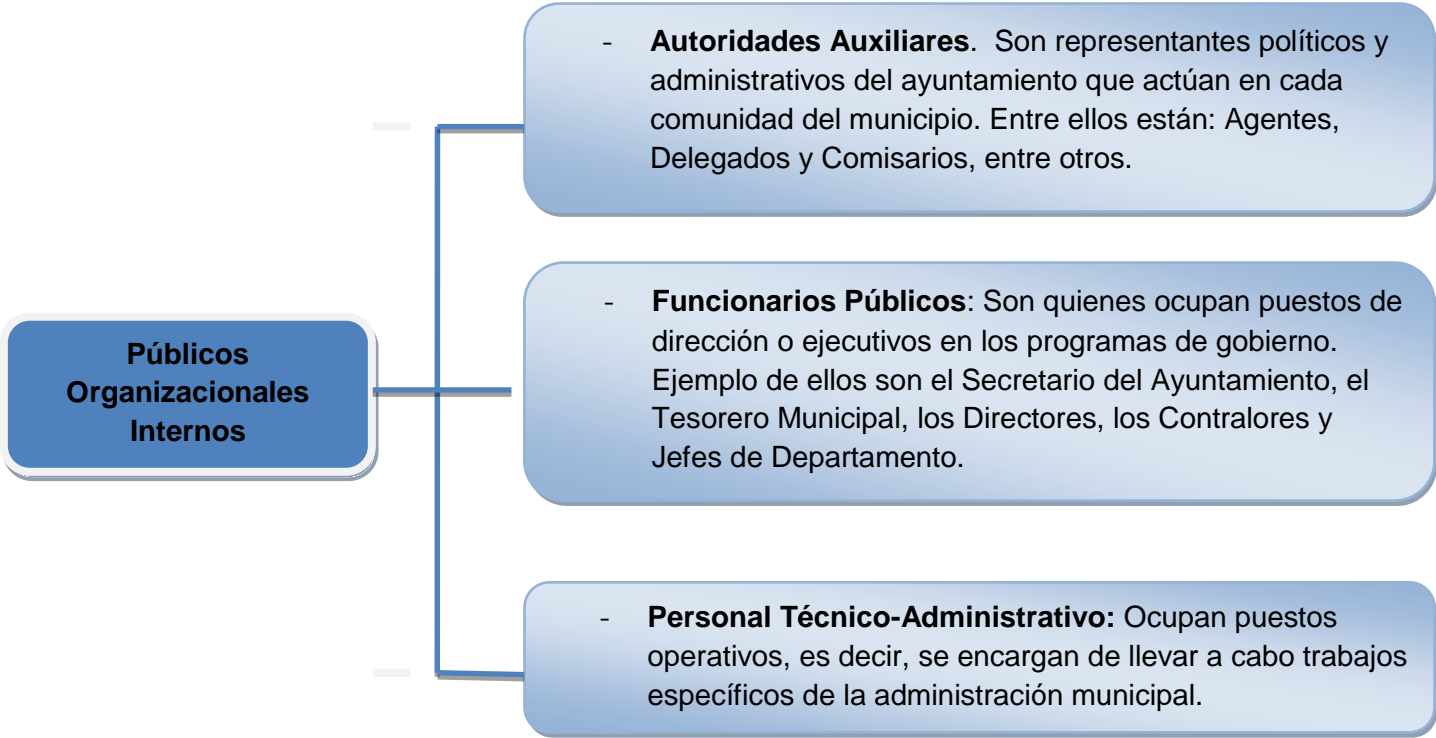 - Autoridades Auxiliares. Son representantes políticos y
administrativos del ayuntamiento que actúan en cada
comunidad del municipio. Entre ellos están: Agentes,
Delegados y Comisarios, entre otros.
Públicos
Organizacionales
Internos
- Funcionarios Públicos: Son quienes ocupan puestos de
dirección o ejecutivos en los programas de gobierno.
Ejemplo de ellos son el Secretario del Ayuntamiento, el
Tesorero Municipal, los Directores, los Contralores y
Jefes de Departamento.
- Personal Técnico-Administrativo: Ocupan puestos
operativos, es decir, se encargan de llevar a cabo trabajos
específicos de la administración municipal.